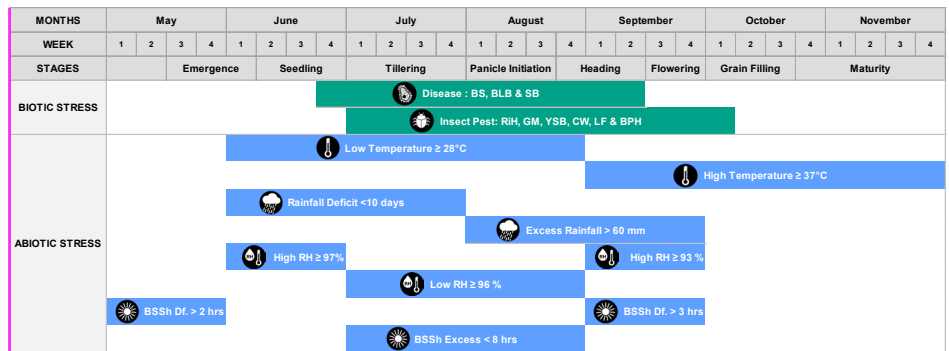 MONTHS May June July August September October November
WEEK 1 2 3 4 1 2 3 4 1 2 3 4 1 2 3 4 1 2 3 4 1 2 3 4 1 2 3 4
STAGES Emergence Seedling Tillering Panicle Initiation Heading Flowering Grain Filling Maturity
BIOTIC STRESS
Disease : BS, BLB & SB
Insect Pest: RiH, GM, YSB, CW, LF & BPH
ABIOTIC STRESS
Low Temperature ≥ 28°C
High Temperature ≥ 37°C
Rainfall Deficit <10 days
Excess Rainfall > 60 mm
High RH ≥ 97% High RH ≥ 93 %
Low RH ≥ 96 %
BSSh Df. > 2 hrs BSSh Df. > 3 hrs
BSSh Excess < 8 hrs